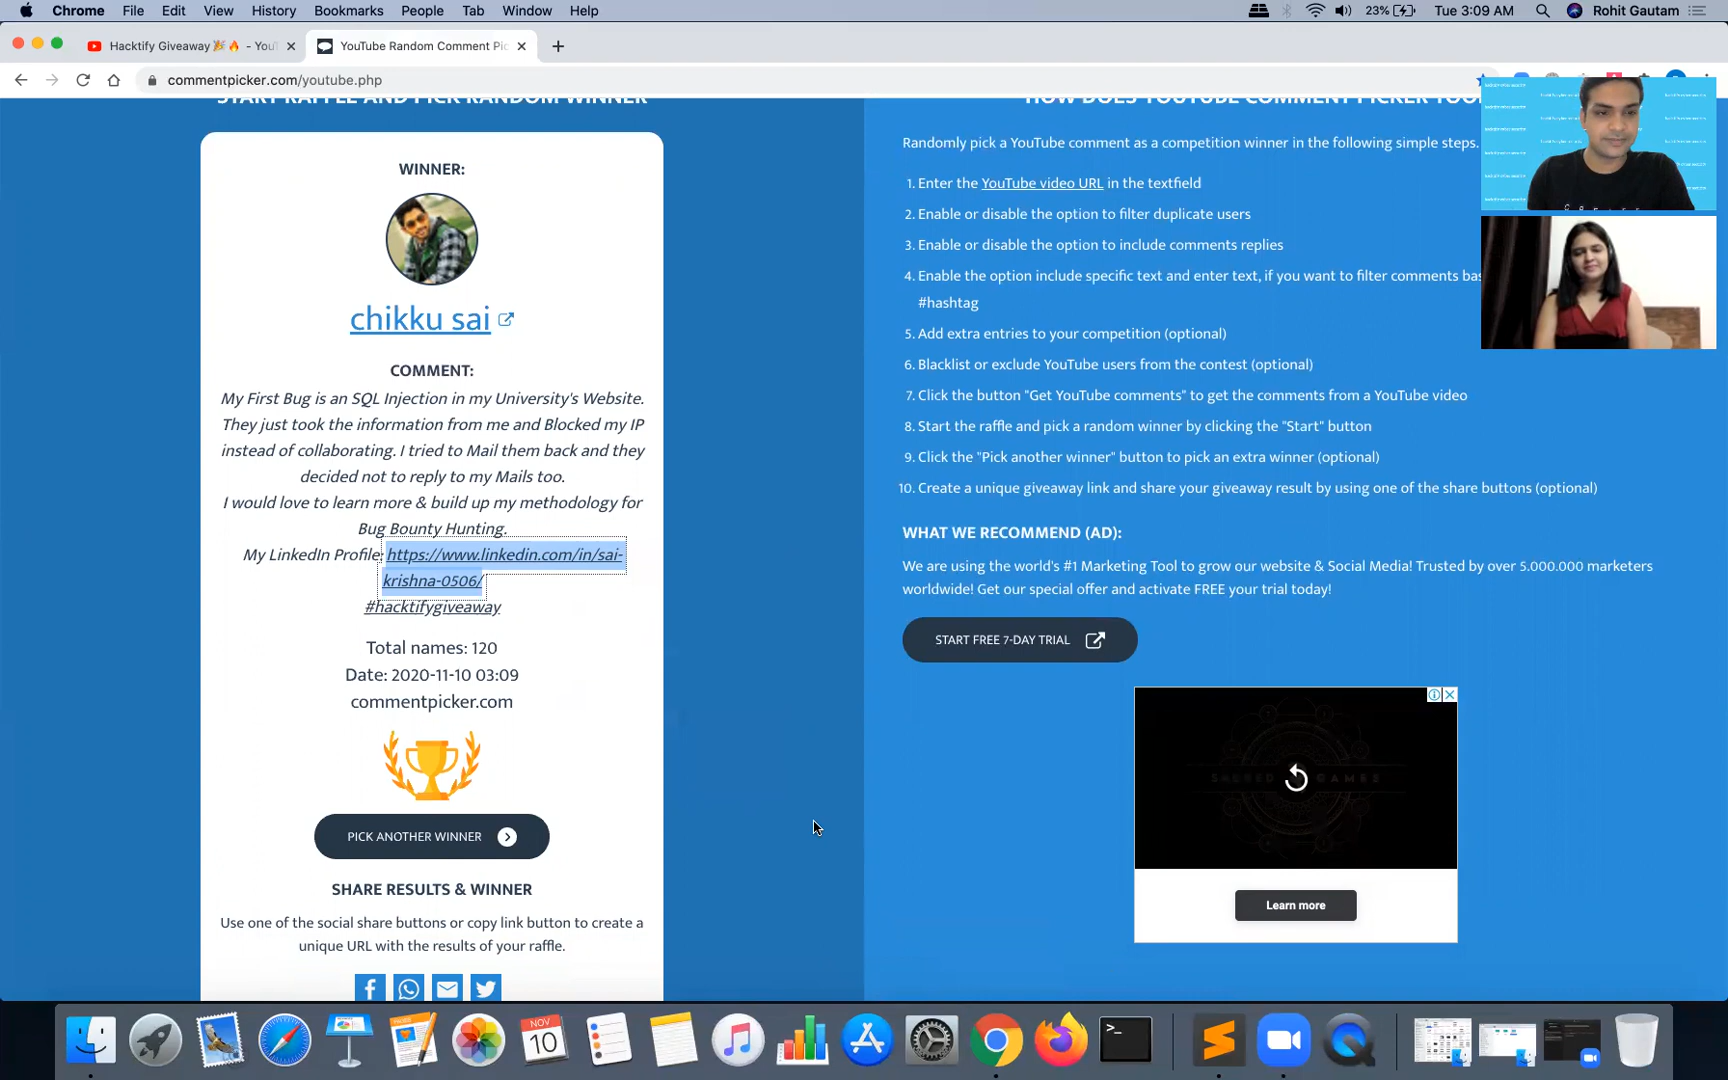 Chrome File Edit View History Bookmarks People Tab Window Help
23% Tue 3:09 AM Rohit Gautam
Hacktify Giveaway🎉🔥 - You
YouTube Random Comment Pic
commentpicker.com/youtube.php
START RAFFLE AND PICK RANDOM WINNER
WINNER:
chikku sai
COMMENT:
My First Bug is an SQL Injection in my University's Website.
They just took the information from me and Blocked my IP
instead of collaborating. I tried to Mail them back and they
decided not to reply to my Mails too.
I would love to learn more & build up my methodology for
Bug Bounty Hunting.
My LinkedIn Profile: https://www.linkedin.com/in/sai-
krishna-0506/
#hacktifygiveaway
Total names: 120
Date: 2020-11-10 03:09
commentpicker.com
PICK ANOTHER WINNER
SHARE RESULTS & WINNER
Use one of the social share buttons or copy link button to create a
unique URL with the results of your raffle.
HOW DOES YOUTUBE COMMENT PICKER TOO
Randomly pick a YouTube comment as a competition winner in the following simple steps.
1. Enter the YouTube video URL in the textfield
2. Enable or disable the option to filter duplicate users
3. Enable or disable the option to include comments replies
4. Enable the option include specific text and enter text, if you want to filter comments bas
#hashtag
5. Add extra entries to your competition (optional)
6. Blacklist or exclude YouTube users from the contest (optional)
7. Click the button "Get YouTube comments" to get the comments from a YouTube video
8. Start the raffle and pick a random winner by clicking the "Start" button
9. Click the "Pick another winner" button to pick an extra winner (optional)
10. Create a unique giveaway link and share your giveaway result by using one of the share buttons (optional)
WHAT WE RECOMMEND (AD):
We are using the world's #1 Marketing Tool to grow our website & Social Media! Trusted by over 5.000.000 marketers
worldwide! Get our special offer and activate FREE your trial today!
START FREE 7-DAY TRIAL
SACRED GAMES
Learn more
NOV
10